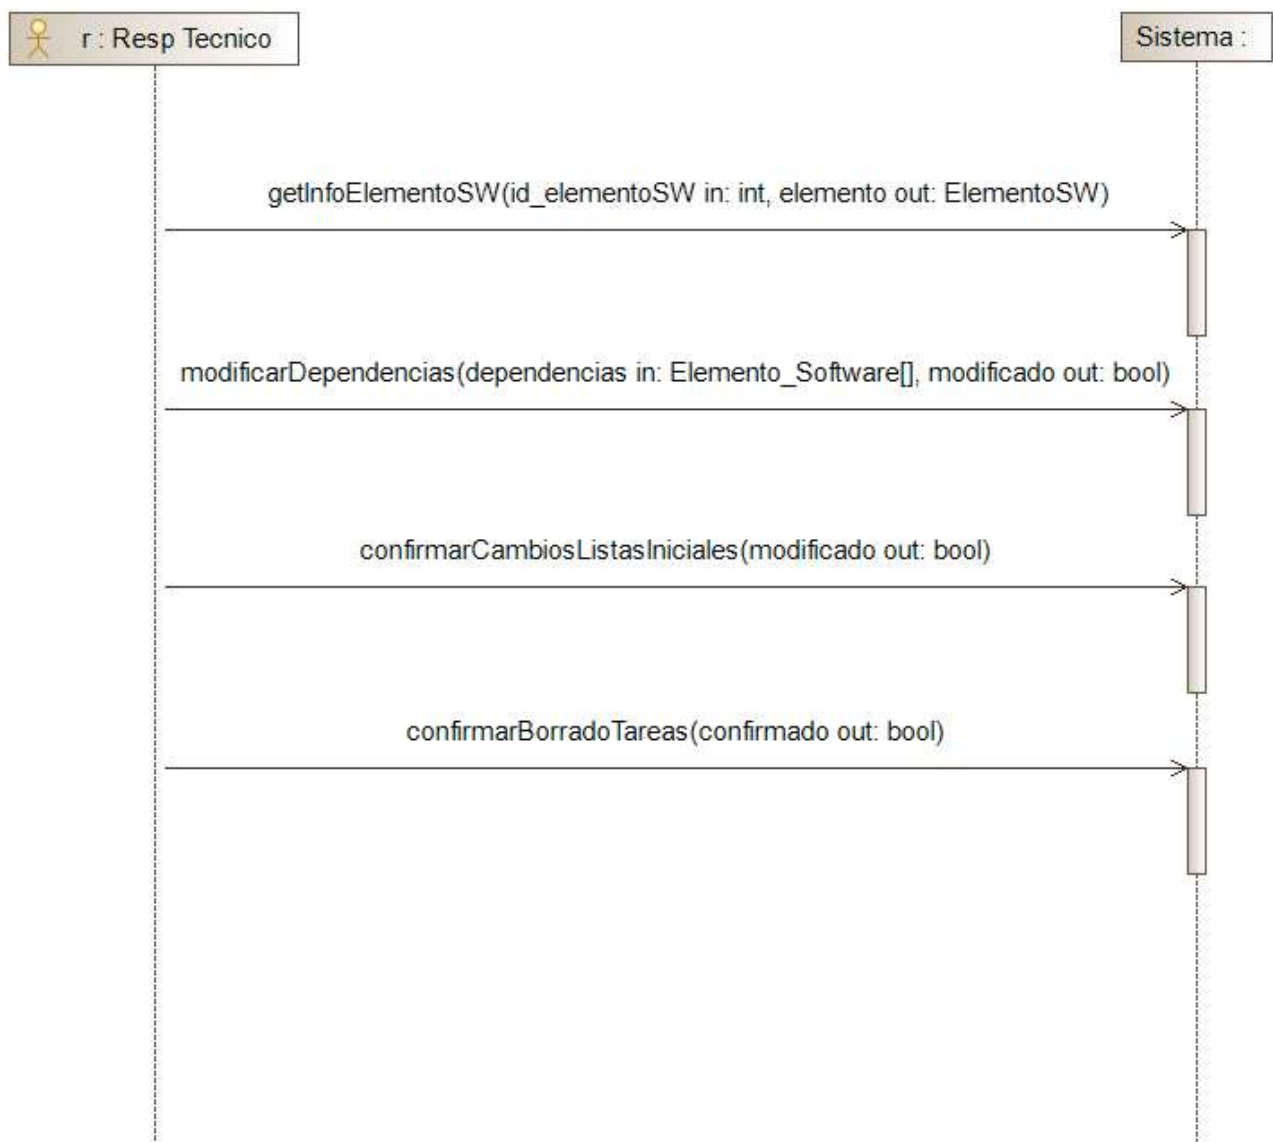 r : Resp Tecnico
Sistema :
getInfoElementoSW(id_elementoSW in: int, elemento out: ElementoSW)
modificarDependencias(dependencias in: Elemento_Software[], modificado out: bool)
confirmarCambiosListasIniciales(modificado out: bool)
confirmarBorradoTareas(confirmado out: bool)